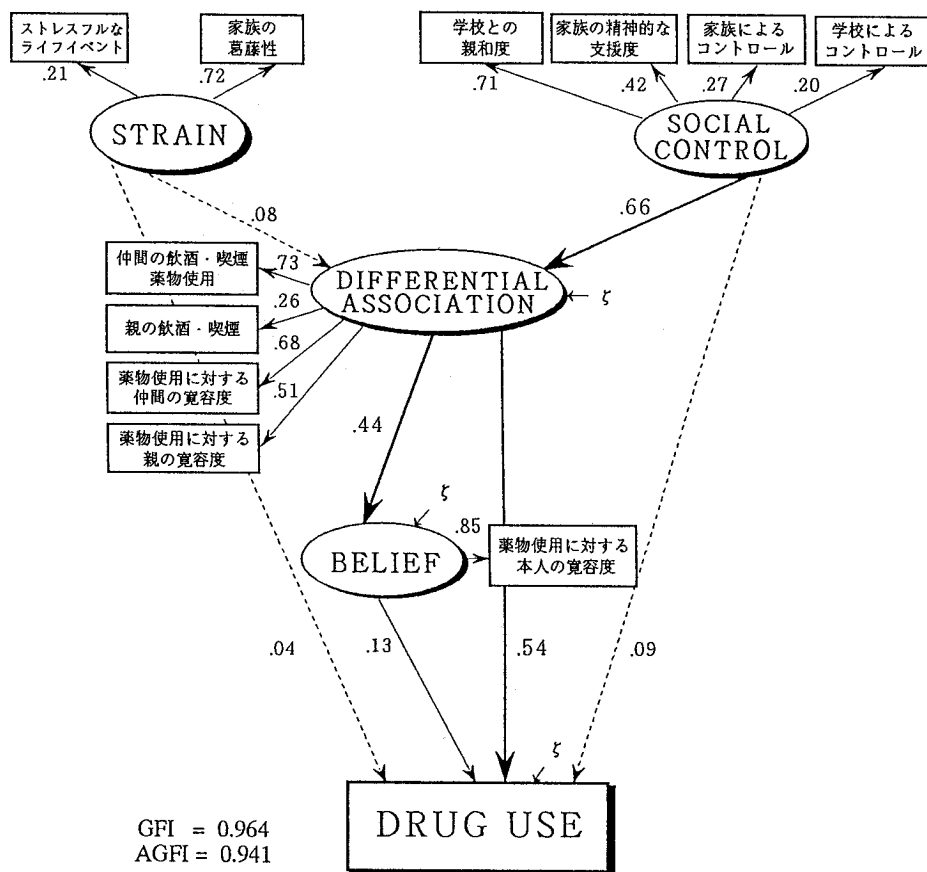 ストレスフルな
ライフイベント
家族の
葛藤性
学校との
親和度
家族の精神的な
支援度
家族による
コントロール
学校による
コントロール
.21
.72
.71
.42
.27
.20
STRAIN
SOCIAL
CONTROL
.08
.66
仲間の飲酒・喫煙
薬物使用
.73
DIFFERENTIAL
ASSOCIATION
ζ
.26
親の飲酒・喫煙
.68
薬物使用に対する
仲間の寛容度
.51
薬物使用に対する
親の寛容度
.44
ζ
.85
BELIEF
薬物使用に対する
本人の寛容度
.04
.13
.54
.09
ζ
DRUG USE
GFI = 0.964
AGFI = 0.941